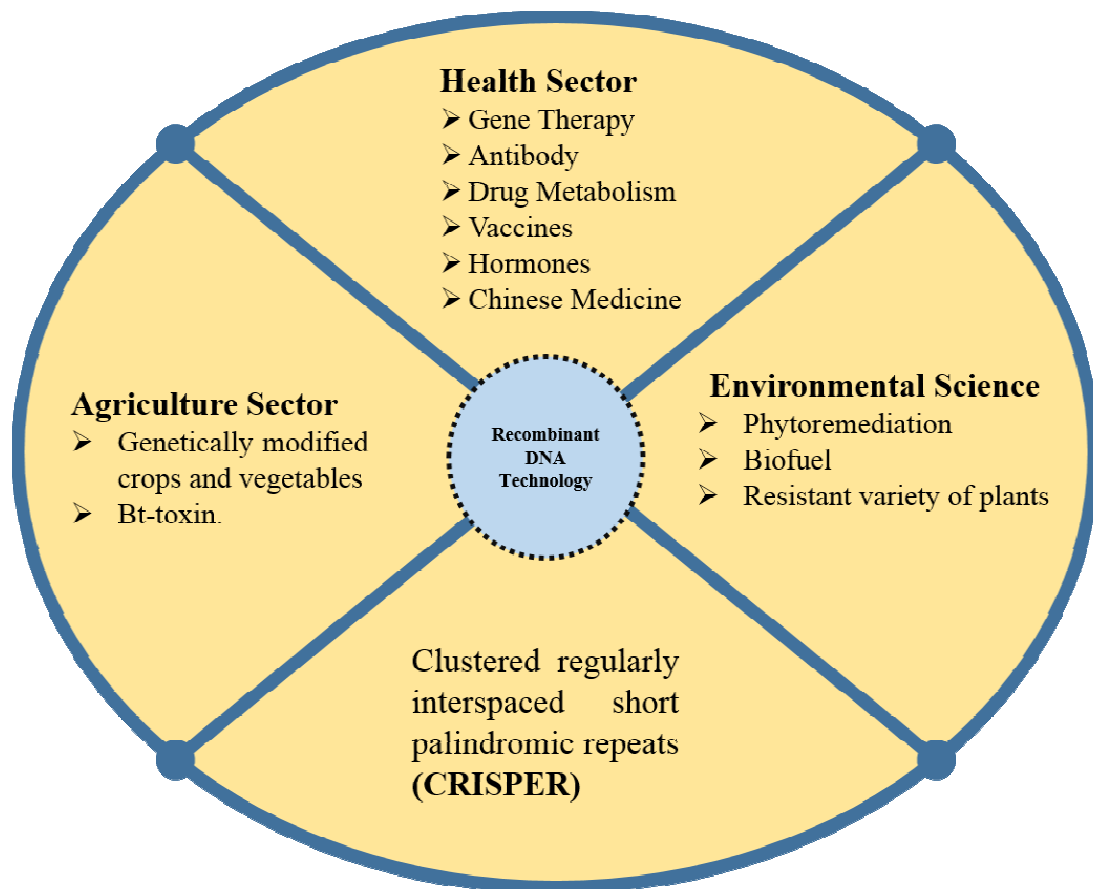 Health Sector
➢ Gene Therapy
➢ Antibody
➢ Drug Metabolism
➢ Vaccines
➢ Hormones
➢ Chinese Medicine
Agriculture Sector
➢ Genetically modified
crops and vegetables
➢ Bt-toxin.
Recombinant
DNA
Technology
Environmental Science
➢ Phytoremediation
➢ Biofuel
➢ Resistant variety of plants
Clustered regularly
interspaced short
palindromic repeats
(CRISPER)